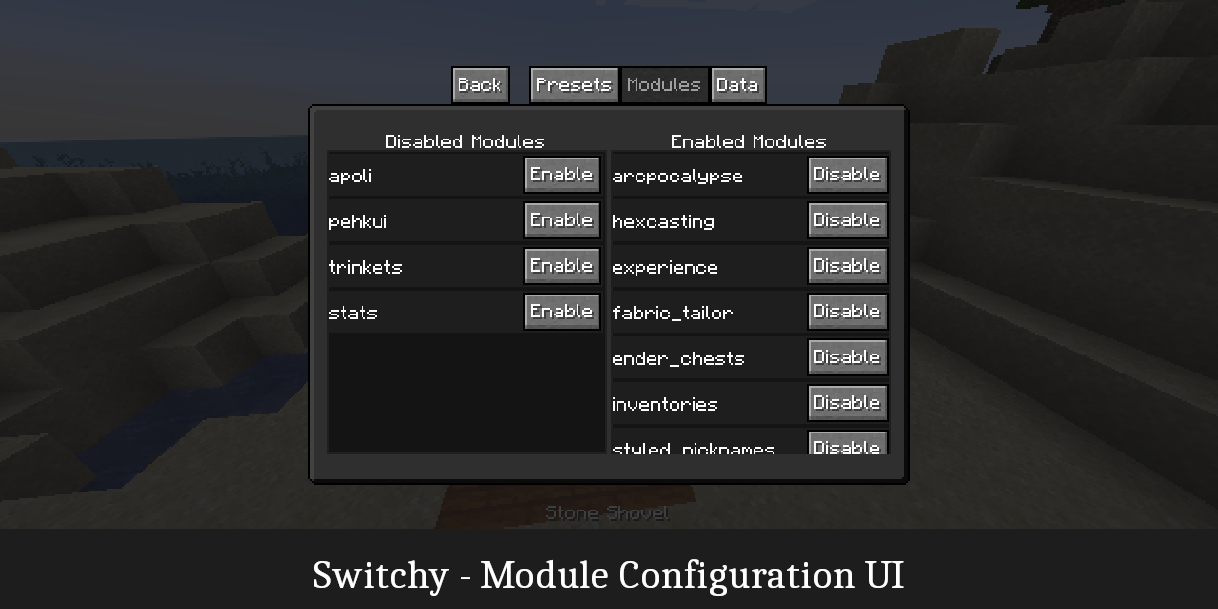 Back Presets Modules Data
Disabled Modules Enabled Modules
apoli Enable arcpocalypse Disable
pehkui Enable hexcasting Disable
trinkets Enable experience Disable
stats Enable fabric_tailor Disable
ender_chests Disable
inventories Disable
styled_nicknames Disable
Stone Shovel
Switchy - Module Configuration UI